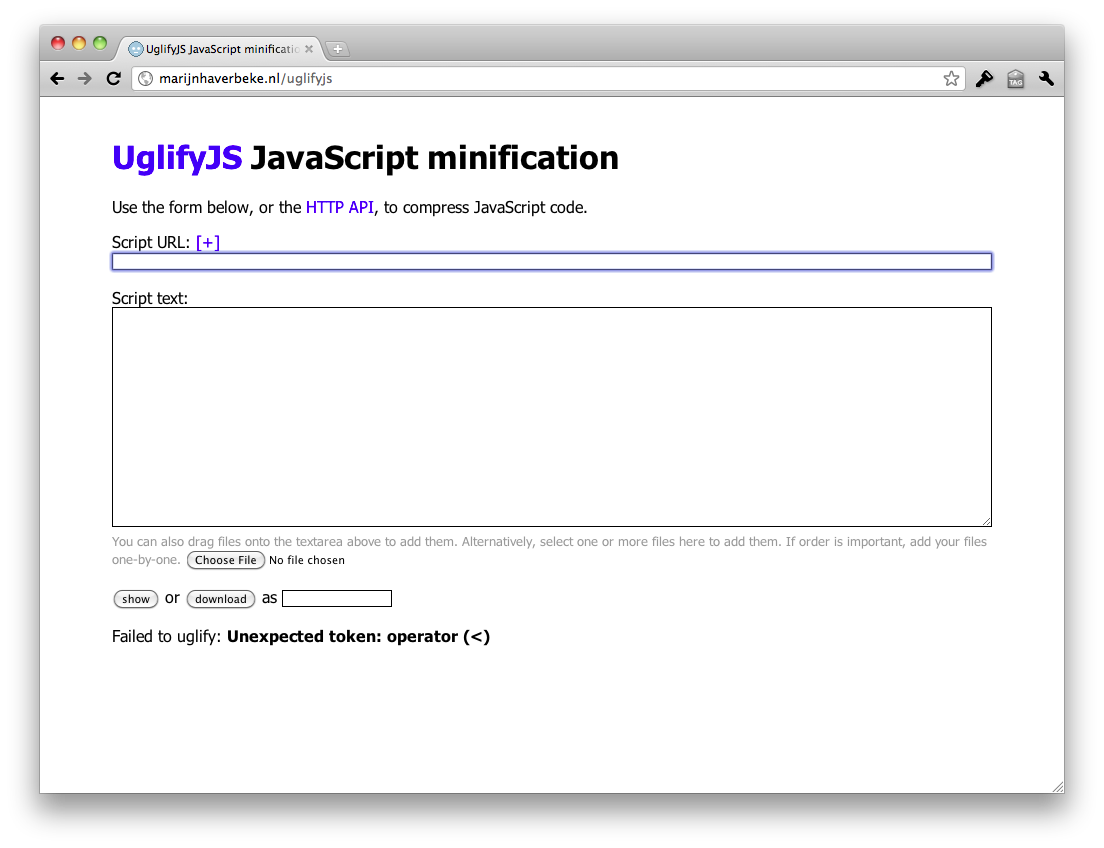 UglifyJS JavaScript minificatio
marijnhaverbeke.nl/uglifyjs
TAG
UglifyJS JavaScript minification
Use the form below, or the HTTP API, to compress JavaScript code.
Script URL: [+]
Script text:
You can also drag files onto the textarea above to add them. Alternatively, select one or more files here to add them. If order is important, add your files
one-by-one. Choose File No file chosen
show or download as
Failed to uglify: Unexpected token: operator (<)